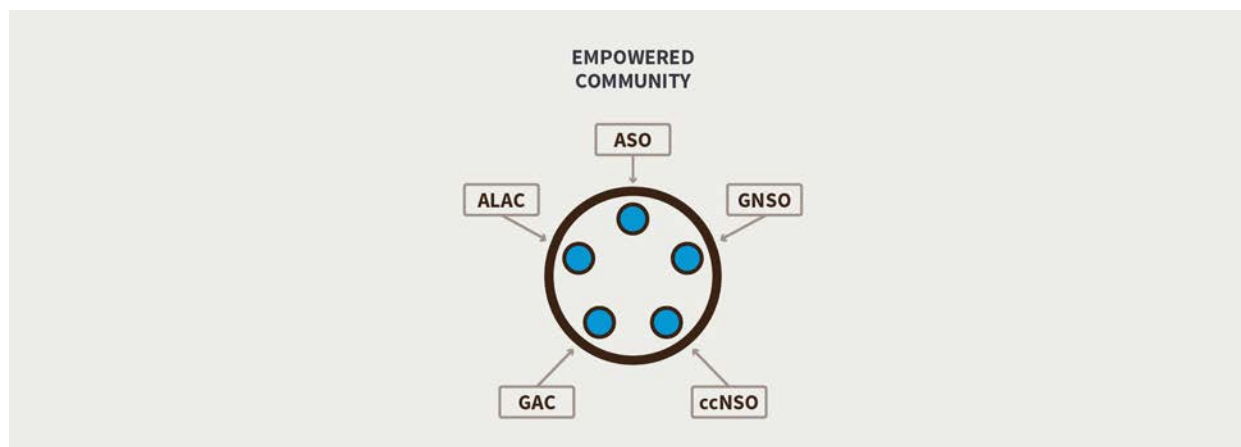 EMPOWERED
COMMUNITY
ASO
ALAC
GNSO
GAC
ccNSO